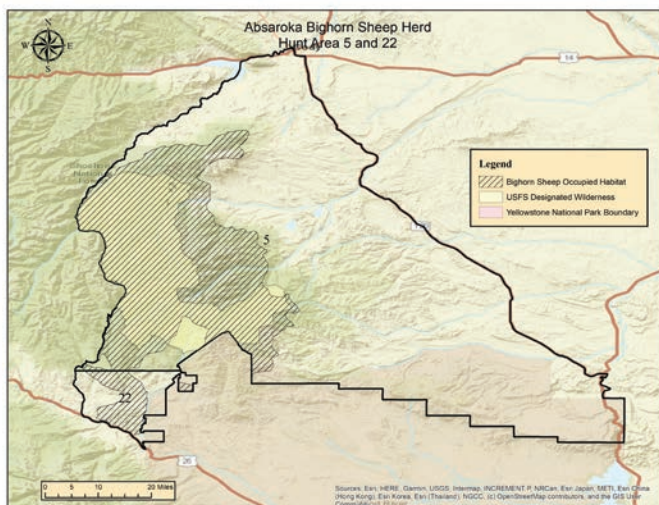 Absaroka Bighorn Sheep Herd
Hunt Area 5 and 22
N
W E
S
14
Legend
Bighorn Sheep Occupied Habitat
USFS Designated Wilderness
Yellowstone National Park Boundary
5
22
26
0 5 10 20 Miles
Sources: Esri, HERE, Garmin, USGS, Intermap, INCREMENT P, NRCan, Esri Japan, METI, Esri China
(Hong Kong), Esri Korea, Esri (Thailand), NGCC, (c) OpenStreetMap contributors, and the GIS User